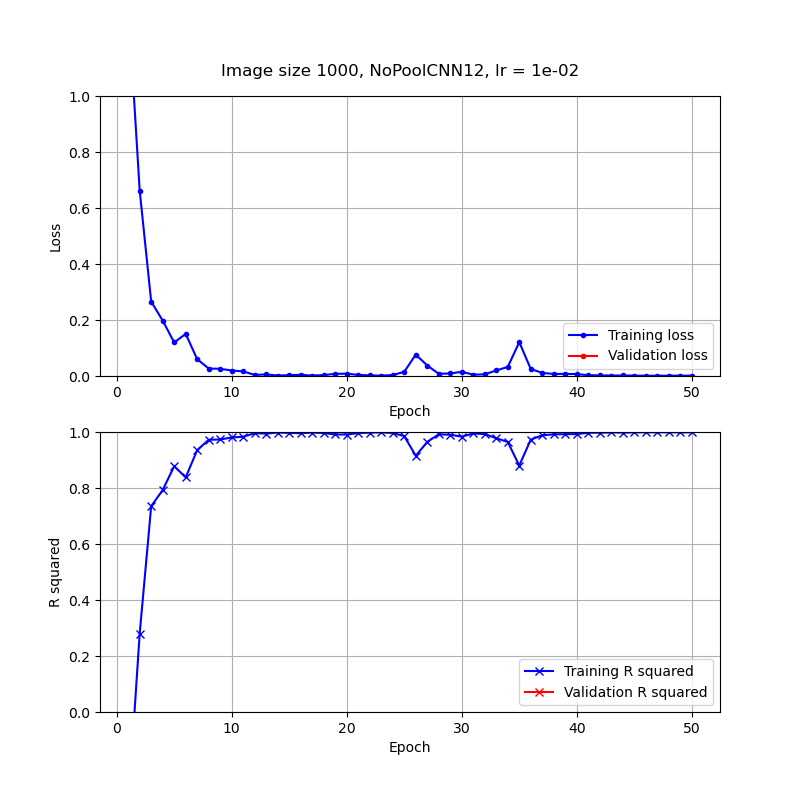 Image size 1000, NoPoolCNN12, lr = 1e-02
1.0
0.8
0.6
0.4
0.2
0.0
Loss
Training loss
Validation loss
0 10 20 30 40 50
Epoch
1.0
0.8
0.6
0.4
0.2
0.0
R squared
Training R squared
Validation R squared
0 10 20 30 40 50
Epoch